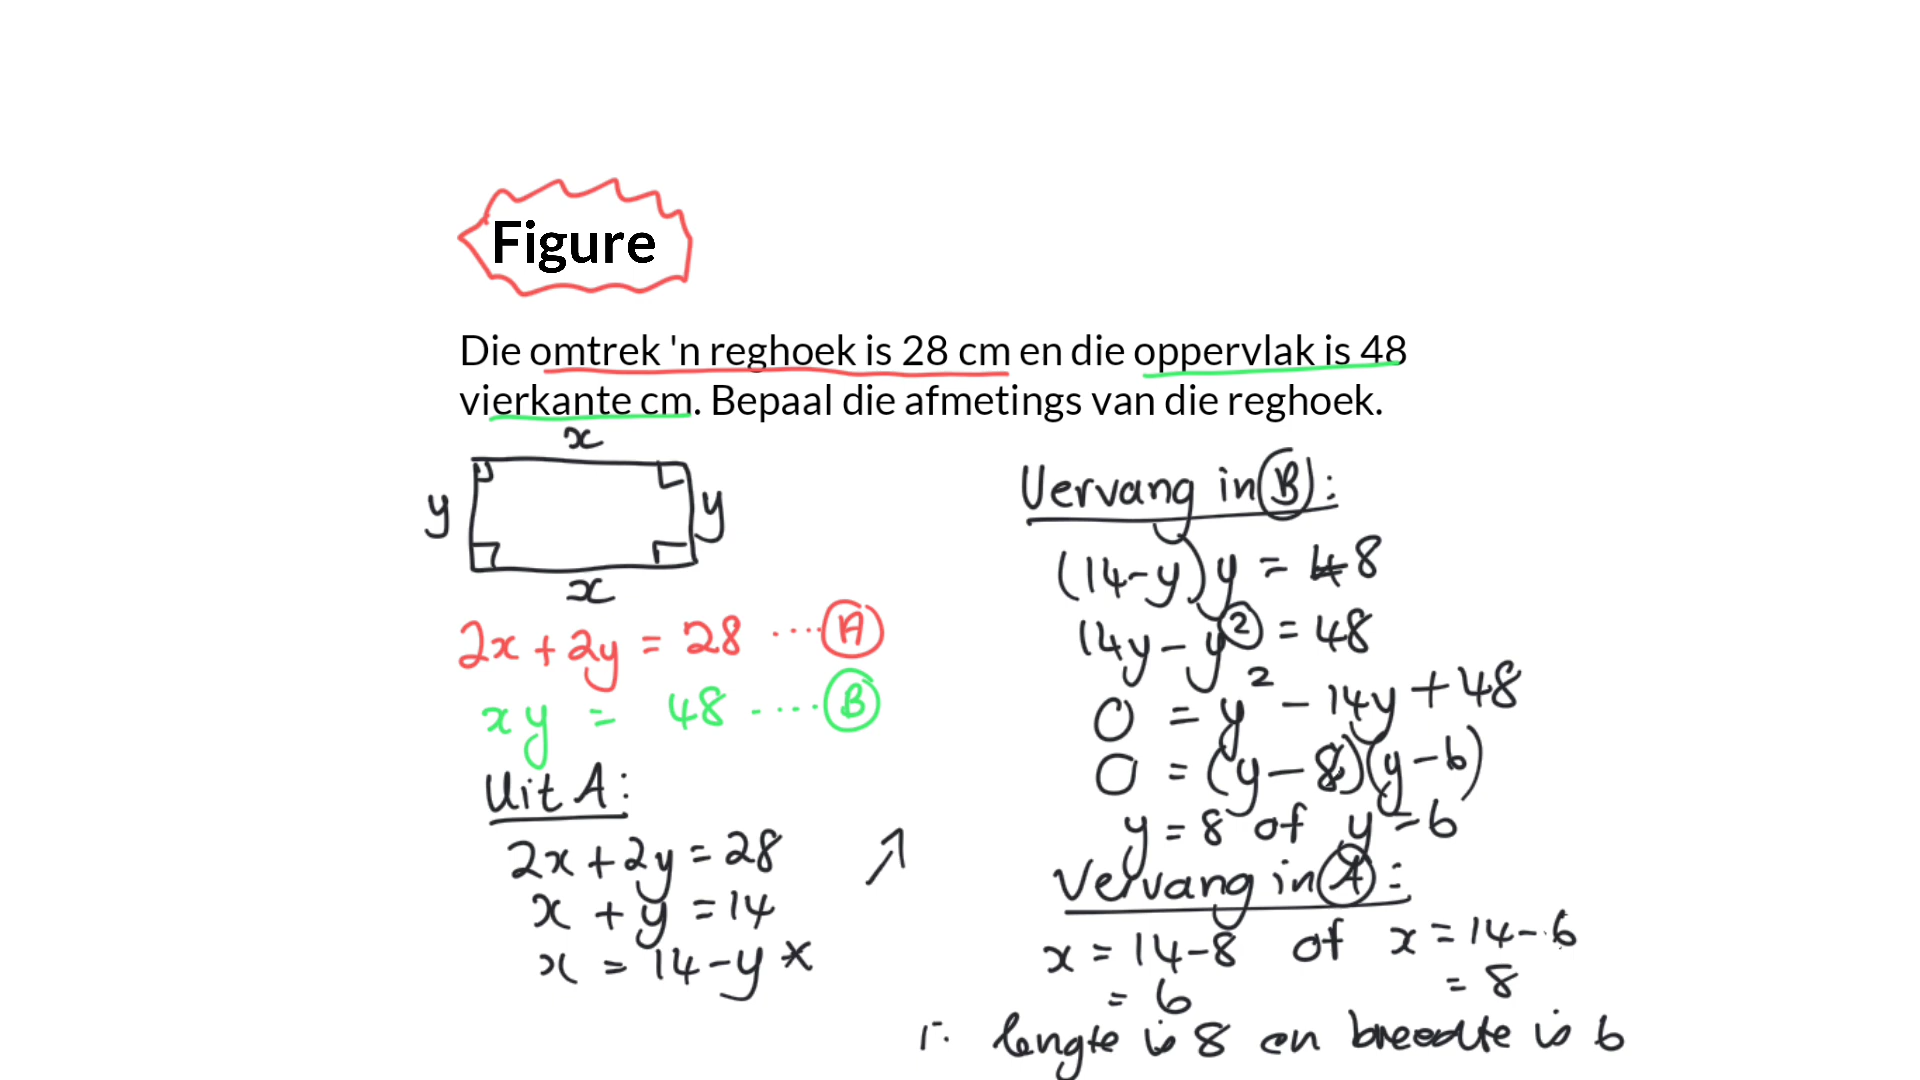 Figure
Die omtrek 'n reghoek is 28 cm en die oppervlak is 48
vierkante cm. Bepaal die afmetings van die reghoek.
x
y
y
x
2x + 2y = 28 ····Ⓐ
xy = 48 ····Ⓑ
Uit A:
2x + 2y = 28
x + y = 14
x = 14 - y *
Vervang in Ⓑ:
(14-y)y = 48
14y - y² = 48
0 = y² - 14y + 48
0 = (y - 8)(y - 6)
y = 8 of y = 6
Vervang in Ⓐ:
x = 14 - 8 of x = 14 - 6
= 6 = 8
∴ lengte is 8 en breedte is 6